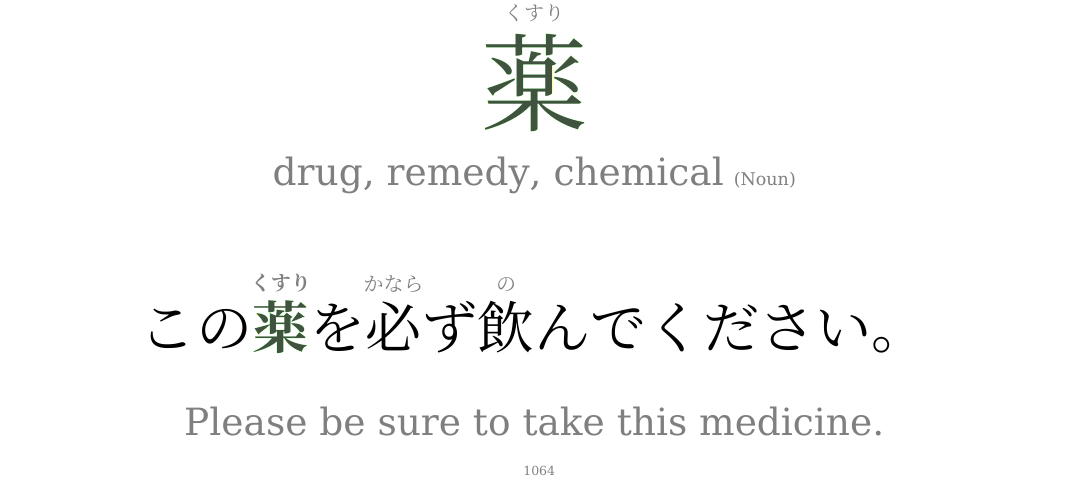 くすり
薬
drug, remedy, chemical (Noun)
くすり かなら の
この薬を必ず飲んでください。
Please be sure to take this medicine.
1064